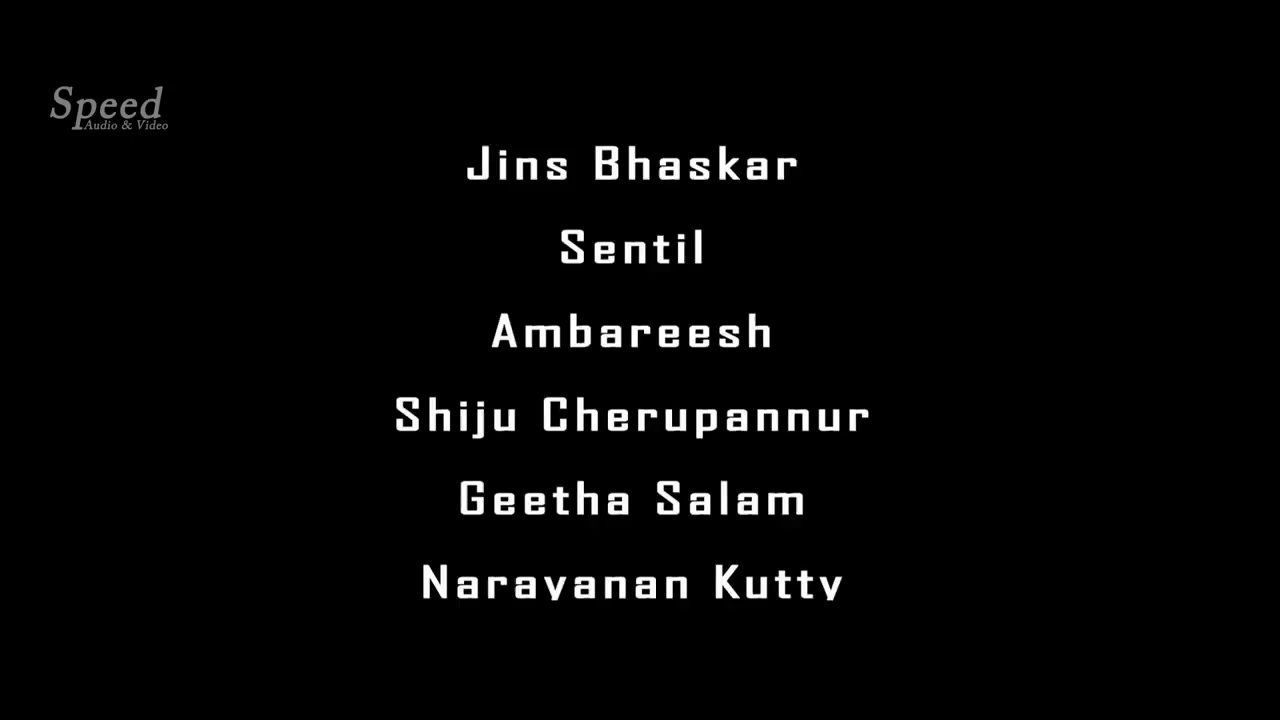 Speed
Audio & Video
Jins Bhaskar
Sentil
Ambareesh
Shiju Cherupannur
Geetha Salam
Narayanan Kutty